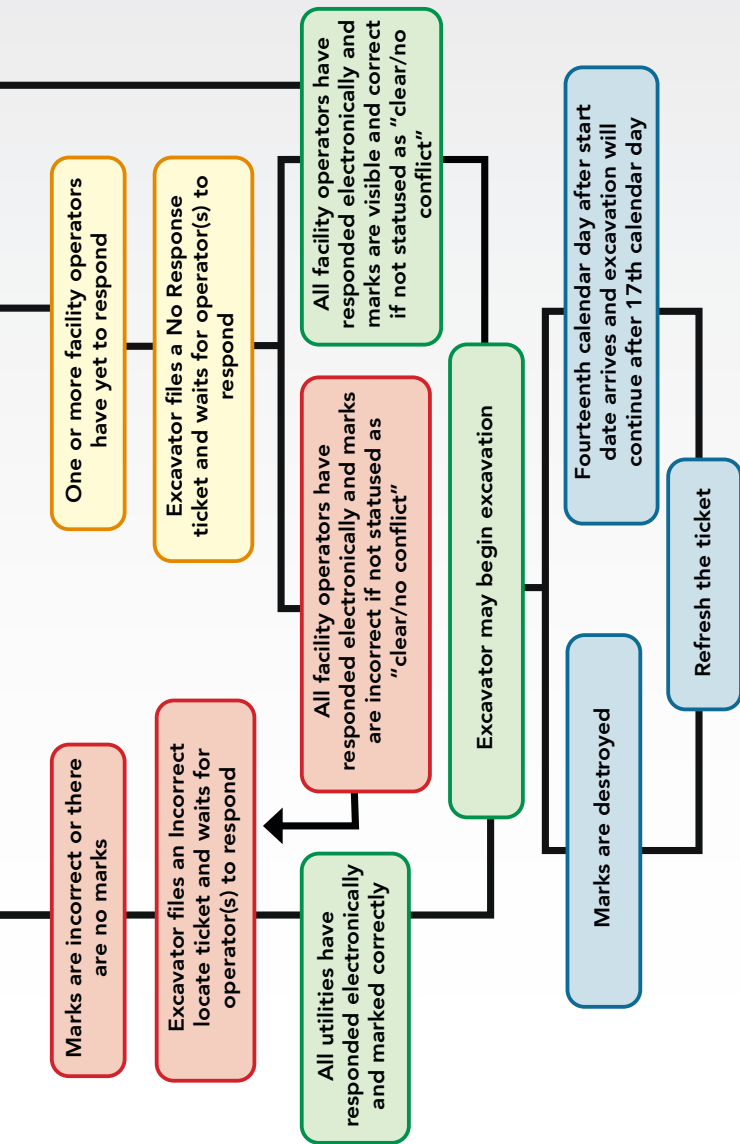 Marks are incorrect or there
are no marks
One or more facility operators
have yet to respond
Excavator files an Incorrect
locate ticket and waits for
operator(s) to respond
Excavator files a No Response
ticket and waits for operator(s) to
respond
All utilities have
responded electronically
and marked correctly
All facility operators have
responded electronically and marks
are incorrect if not statused as
“clear/no conflict”
All facility operators have
responded electronically and
marks are visible and correct
if not statused as “clear/no
conflict”
Excavator may begin excavation
Marks are destroyed
Fourteenth calendar day after start
date arrives and excavation will
continue after 17th calendar day
Refresh the ticket